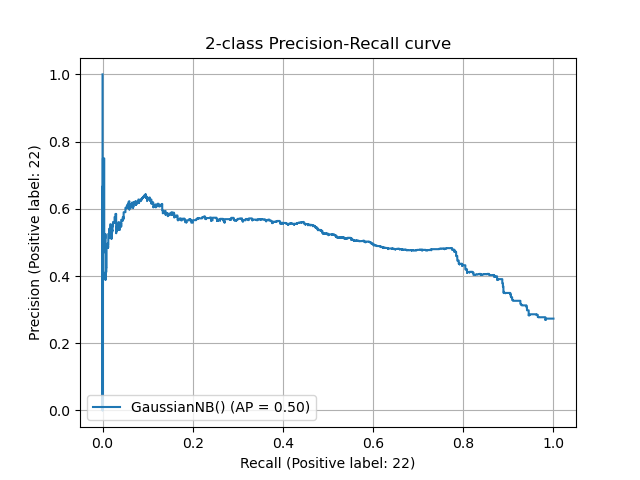 2-class Precision-Recall curve
1.0
0.8
0.6
0.4
0.2
0.0
Precision (Positive label: 22)
GaussianNB() (AP = 0.50)
0.0 0.2 0.4 0.6 0.8 1.0
Recall (Positive label: 22)